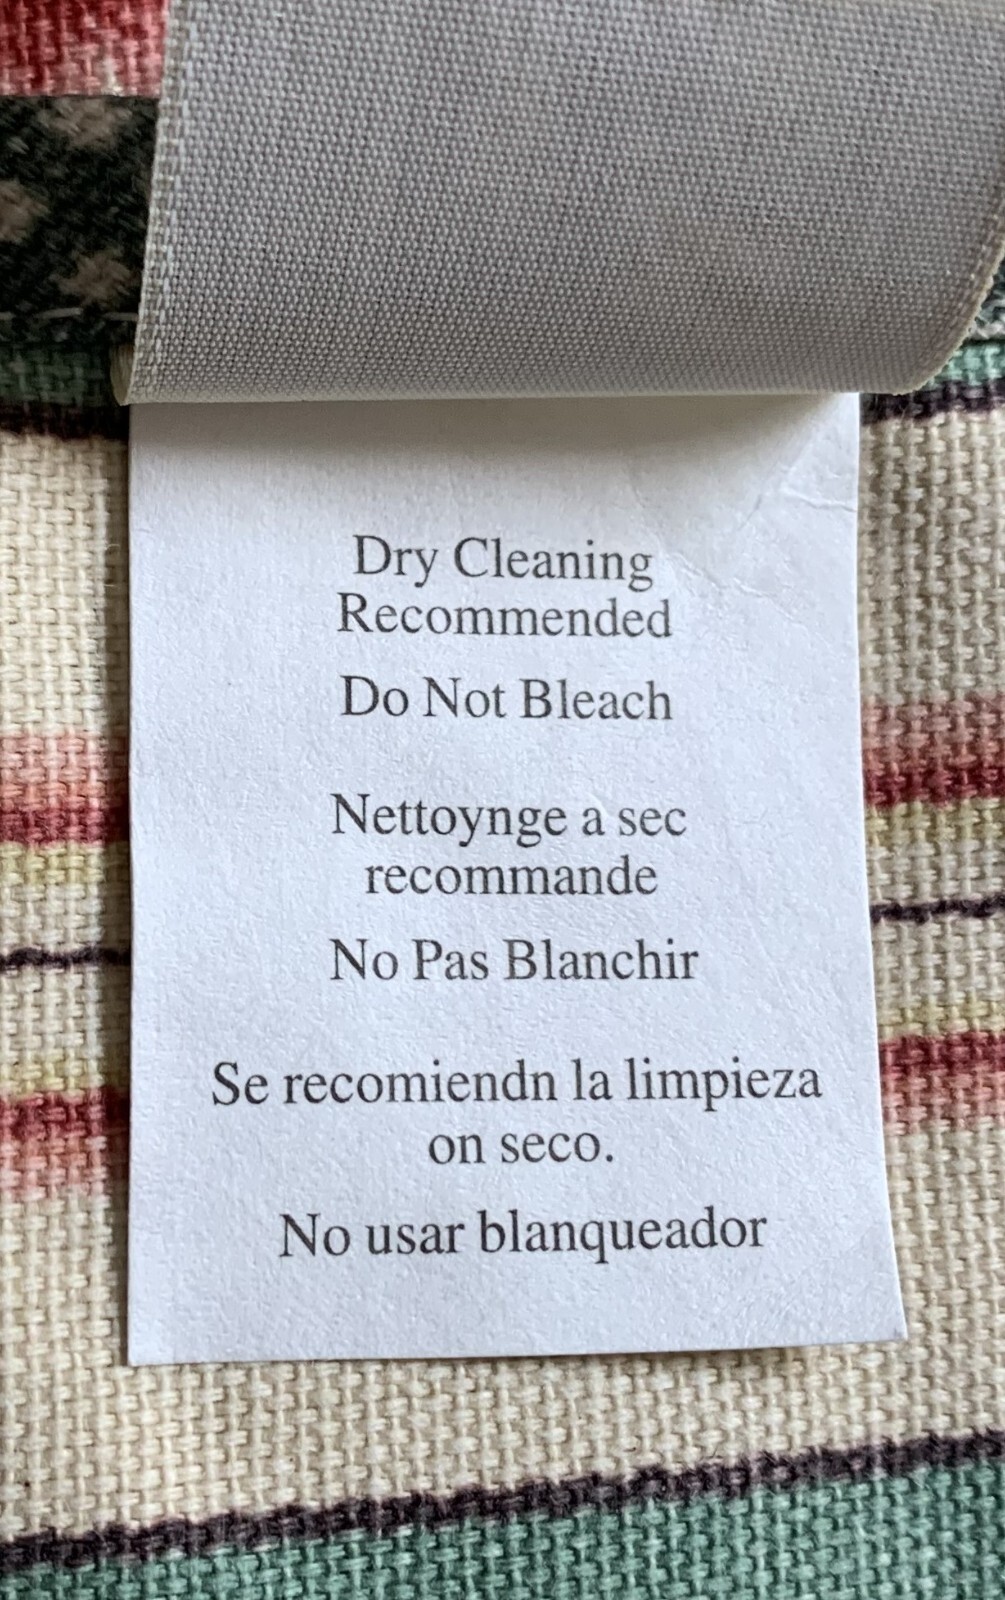 Dry Cleaning
Recommended
Do Not Bleach
Nettoynge a sec
recommande
No Pas Blanchir
Se recomiendn la limpieza
on seco.
No usar blanqueador